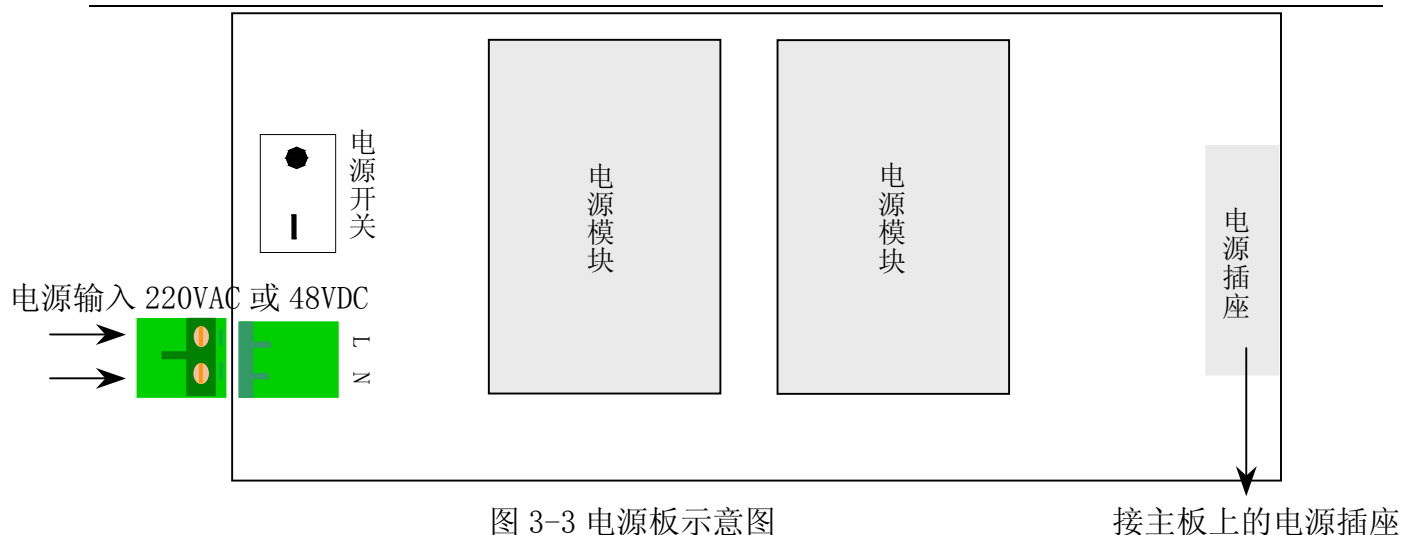 电源开关
电源模块
电源模块
电源插座
电源输入 220VAC 或 48VDC
L
N
图 3-3 电源板示意图
接主板上的电源插座